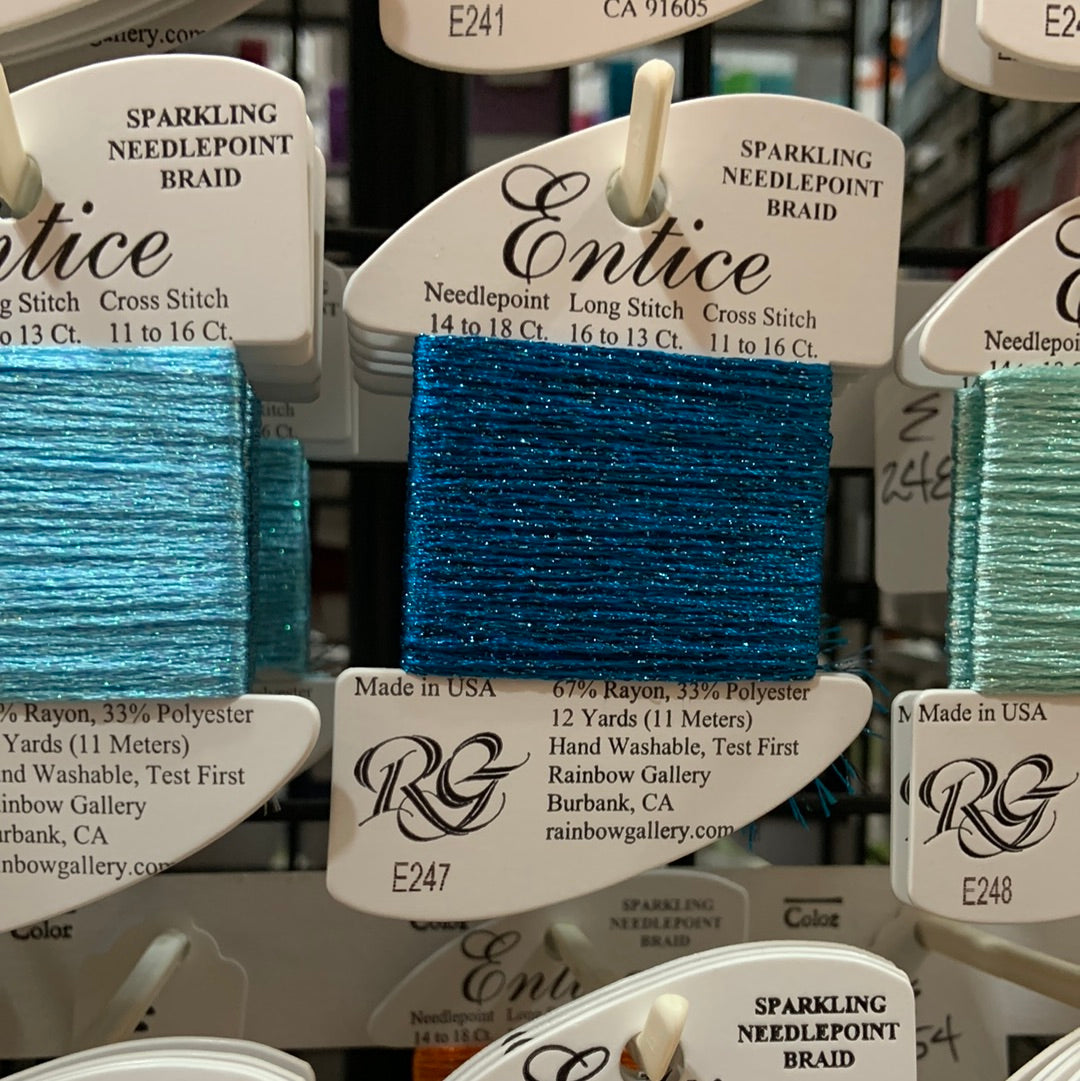 E241
CA 91605
SPARKLING
NEEDLEPOINT
BRAID
Stitch Cross Stitch
13 Ct. 11 to 16 Ct.
Rayon, 33% Polyester
Yards (11 Meters)
Washable, Test First
Gallery
CA
E
SPARKLING
NEEDLEPOINT
BRAID
Entice
Needlepoint Long Stitch Cross Stitch
14 to 18 Ct. 16 to 13 Ct. 11 to 16 Ct.
Made in USA
67% Rayon, 33% Polyester
12 Yards (11 Meters)
Hand Washable, Test First
Rainbow Gallery
Burbank, CA
rainbowgallery.com
RG
E247
248
Made in USA
RG
E248
Color
Color
Color
SPARKLING
NEEDLEPOINT
BRAID
Needlepoint
14 to 18 Ct.
54
SPARKLING
NEEDLEPOINT
BRAID